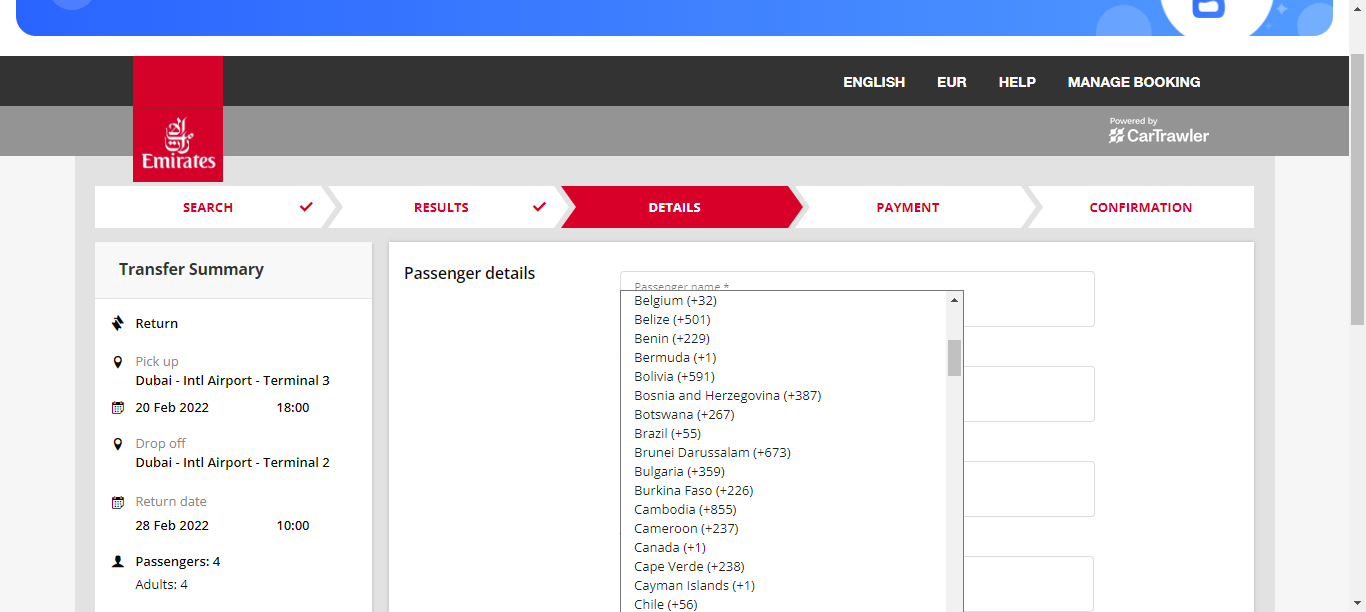 ENGLISH EUR HELP MANAGE BOOKING
Powered by
CarTrawler
Emirates
SEARCH RESULTS DETAILS PAYMENT CONFIRMATION
Transfer Summary
Return
Pick up
Dubai - Intl Airport - Terminal 3
20 Feb 2022 18:00
Drop off
Dubai - Intl Airport - Terminal 2
Return date
28 Feb 2022 10:00
Passengers: 4
Adults: 4
Passenger details
Passenger name *
Belgium (+32)
Belize (+501)
Benin (+229)
Bermuda (+1)
Bolivia (+591)
Bosnia and Herzegovina (+387)
Botswana (+267)
Brazil (+55)
Brunei Darussalam (+673)
Bulgaria (+359)
Burkina Faso (+226)
Cambodia (+855)
Cameroon (+237)
Canada (+1)
Cape Verde (+238)
Cayman Islands (+1)
Chile (+56)